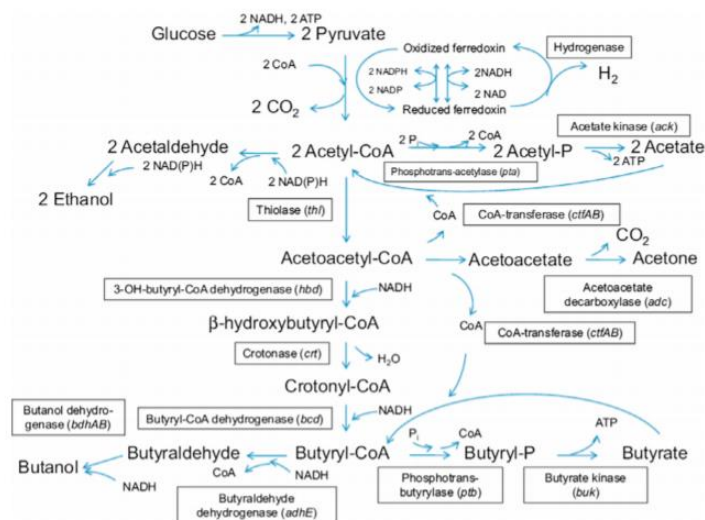 2 NADH, 2 ATP
Glucose 2 Pyruvate
Oxidized ferredoxin
Hydrogenase
2 CoA
2 NADPH 2NADH
H2
2 NADP 2 NAD
2 CO2
Reduced ferredoxin
Acetate kinase (ack)
2 Acetaldehyde 2 Acetyl-CoA 2 Pi 2 CoA 2 Acetyl-P 2 Acetate
2 ATP
2 NAD(P)H
2 CoA 2 NAD(P)H
Phosphotrans-acetylase (pta)
2 Ethanol
Thiolase (thl)
CoA
CoA-transferase (ctfAB)
CO2
Acetoacetyl-CoA Acetoacetate Acetone
3-OH-butyryl-CoA dehydrogenase (hbd)
NADH
Acetoacetate
decarboxylase (adc)
β-hydroxybutyryl-CoA
CoA
CoA-transferase (ctfAB)
Crotonase (crt)
H2O
Crotonyl-CoA
Butanol dehydro-
genase (bdhAB)
Butyryl-CoA dehydrogenase (bcd)
NADH
Pi CoA
ATP
Butyraldehyde Butyryl-CoA Butyryl-P Butyrate
Butanol
CoA NADH
NADH
Phosphotrans-
butyrylase (ptb)
Butyrate kinase
(buk)
Butyraldehyde
dehydrogenase (adhE)